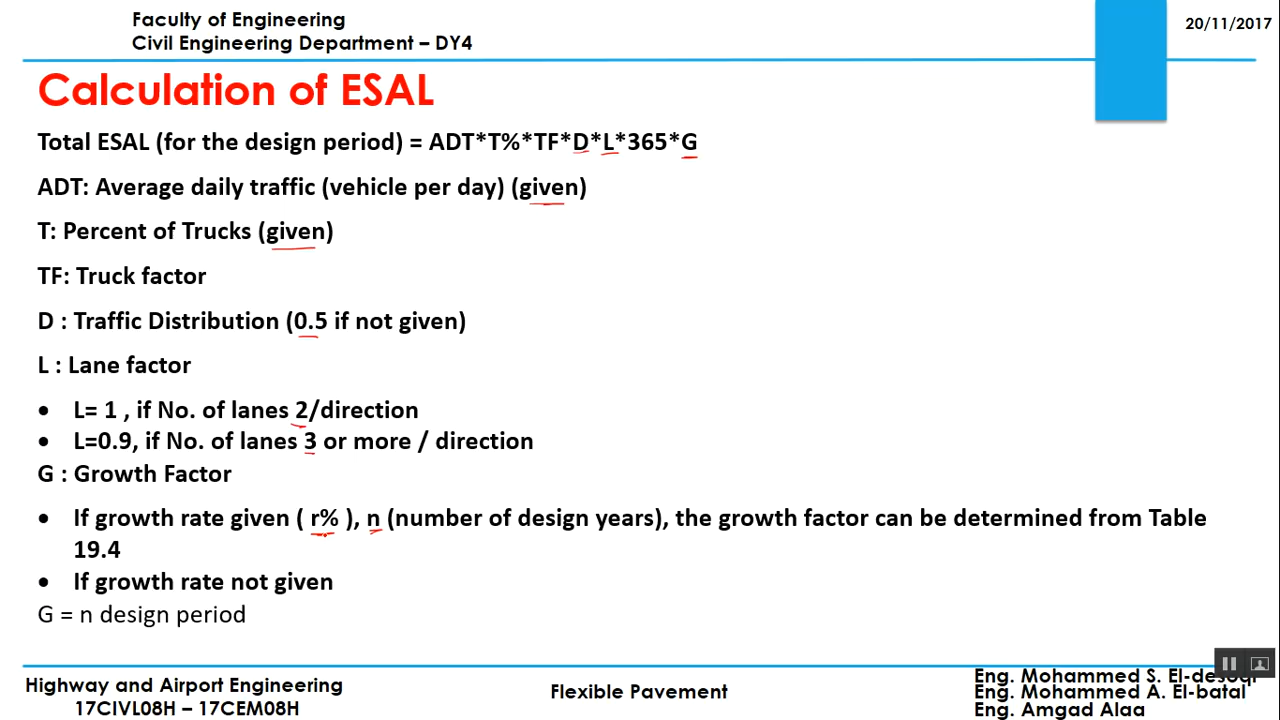 Faculty of Engineering
Civil Engineering Department – DY4
20/11/2017
Calculation of ESAL
Total ESAL (for the design period) = ADT*T%*TF*D*L*365*G
ADT: Average daily traffic (vehicle per day) (given)
T: Percent of Trucks (given)
TF: Truck factor
D : Traffic Distribution (0.5 if not given)
L : Lane factor
• L= 1 , if No. of lanes 2/direction
• L=0.9, if No. of lanes 3 or more / direction
G : Growth Factor
• If growth rate given ( r% ), n (number of design years), the growth factor can be determined from Table
19.4
• If growth rate not given
G = n design period
Highway and Airport Engineering
17CIVL08H – 17CEM08H
Flexible Pavement
Eng. Mohammed S. El-desoqi
Eng. Mohammed A. El-batal
Eng. Amgad Alaa